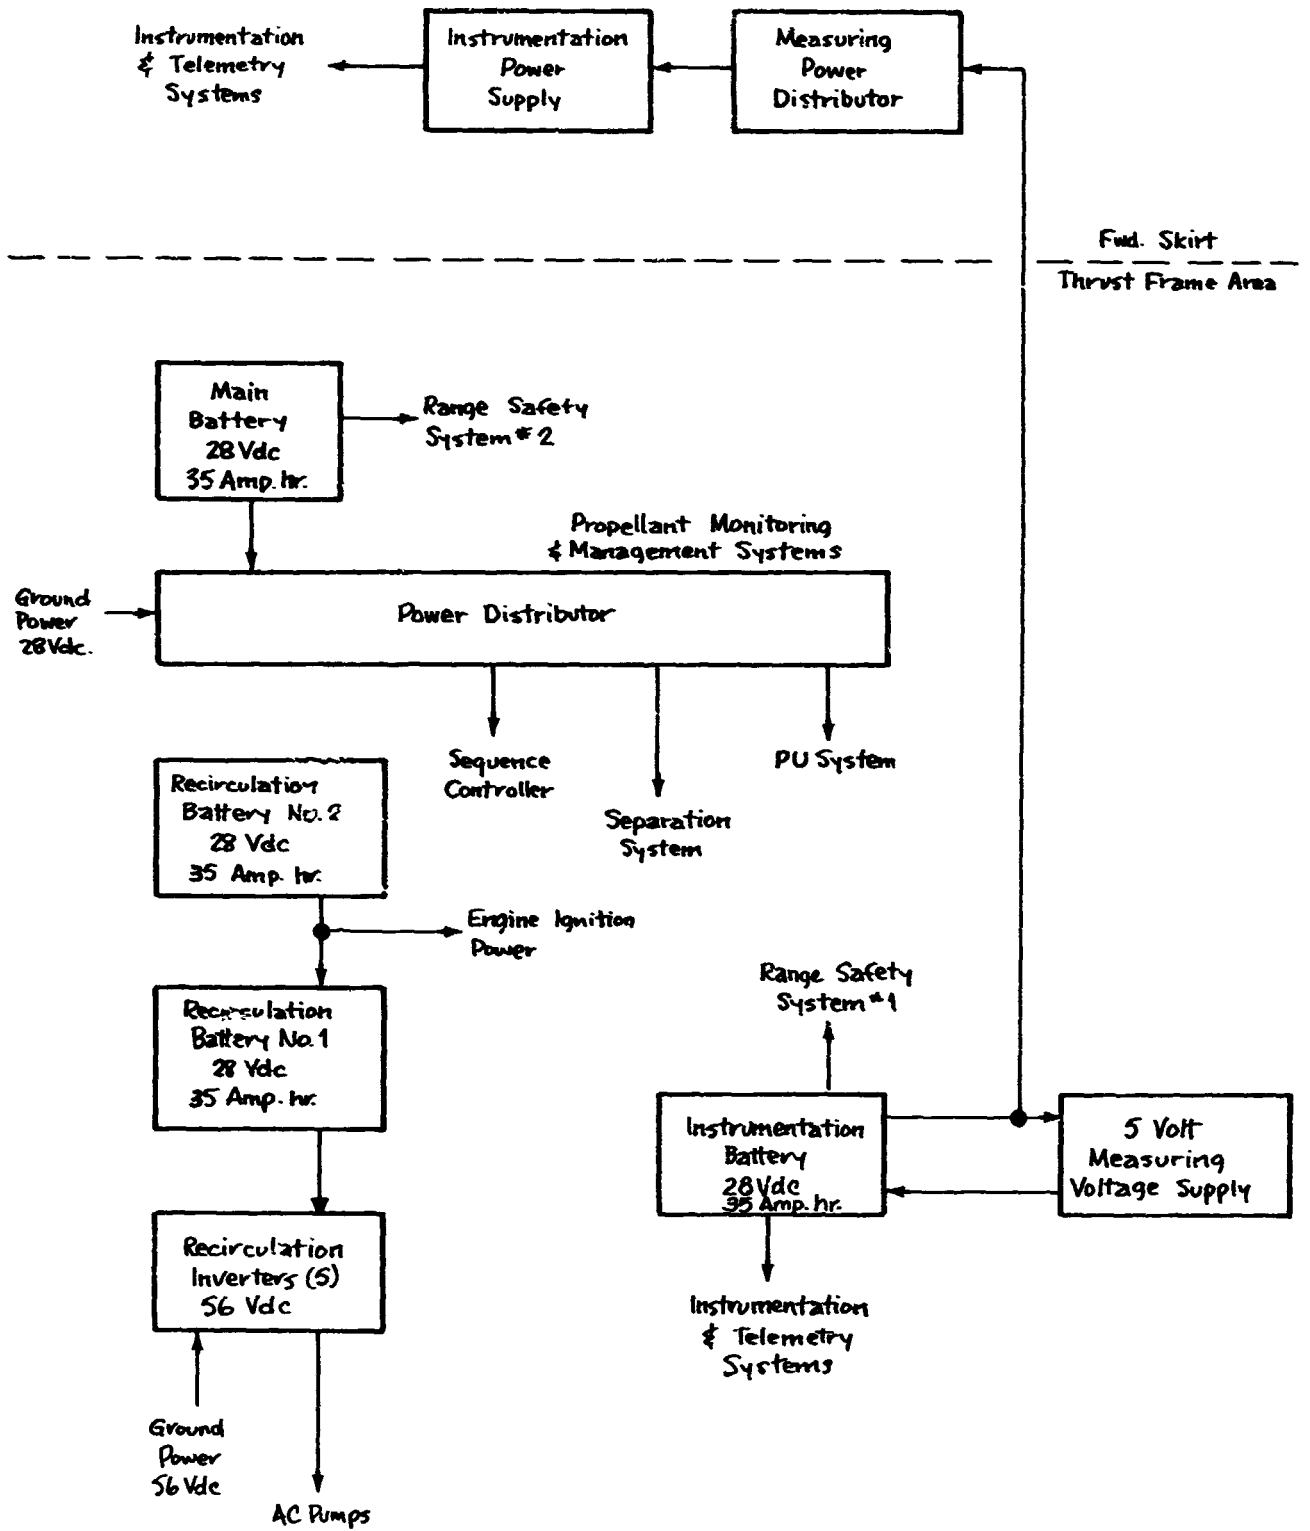 Instrumentation
& Telemetry
Systems
Instrumentation
Power
Supply
Measuring
Power
Distributor
Fwd. Skirt
Thrust Frame Area
Main
Battery
28 Vdc
35 Amp. hr.
Range Safety
System #2
Propellant Monitoring
& Management Systems
Ground
Power
28 Vdc.
Power Distributor
Sequence
Controller
Separation
System
PU System
Recirculation
Battery No. 2
28 Vdc
35 Amp. hr.
Engine Ignition
Power
Recirculation
Battery No. 1
28 Vdc
35 Amp. hr.
Range Safety
System #1
Instrumentation
Battery
28 Vdc
35 Amp. hr.
5 Volt
Measuring
Voltage Supply
Recirculation
Inverters (5)
56 Vdc
Instrumentation
& Telemetry
Systems
Ground
Power
56 Vdc
AC Pumps